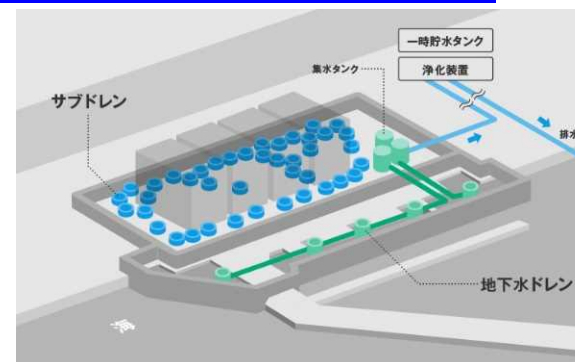 一時貯水タンク
集水タンク
浄化装置
サブドレン
排水
地下水ドレン
海